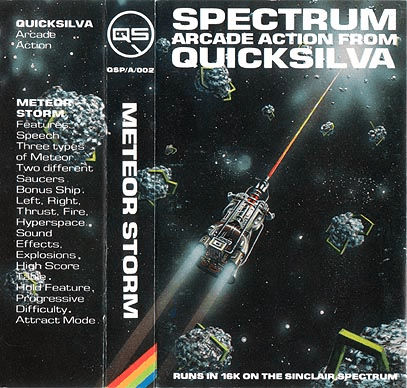 QUICKSILVA
Arcade
Action
METEOR
STORM
Features
Speech
Three types
of Meteor
Two different
Saucers
Bonus Ship.
Left, Right,
Thrust, Fire,
Hyperspace
Sound
Effects,
Explosions,
High Score
Table.
Hold Feature,
Progressive
Difficulty.
Attract Mode.
QS
QSP/A/002
METEOR STORM
SPECTRUM
ARCADE ACTION FROM
QUICKSILVA
RUNS IN 16K ON THE SINCLAIR SPECTRUM